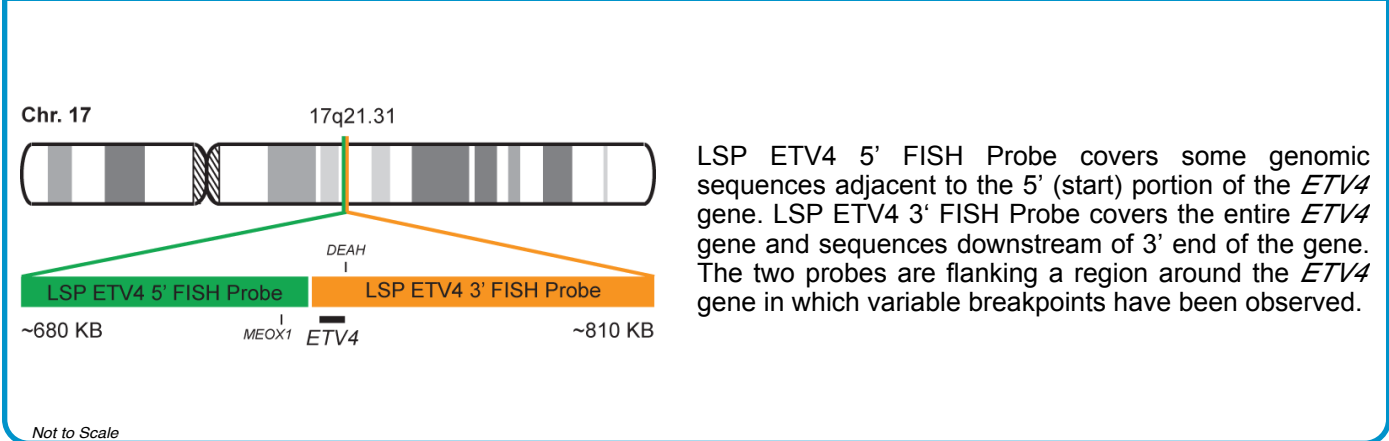 Chr. 17
17q21.31
DEAH
LSP ETV4 5' FISH Probe
LSP ETV4 3' FISH Probe
~680 KB
MEOX1
ETV4
~810 KB
Not to Scale
LSP ETV4 5’ FISH Probe covers some genomic
sequences adjacent to the 5’ (start) portion of the ETV4
gene. LSP ETV4 3‘ FISH Probe covers the entire ETV4
gene and sequences downstream of 3’ end of the gene.
The two probes are flanking a region around the ETV4
gene in which variable breakpoints have been observed.